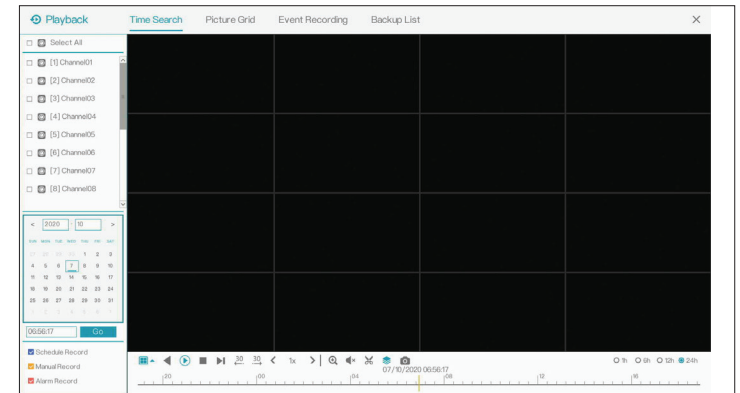 Playback
Time Search Picture Grid Event Recording Backup List
Select All
[1] Channel01
[2] Channel02
[3] Channel03
[4] Channel04
[5] Channel05
[6] Channel06
[7] Channel07
[8] Channel08
< 2020 - 10 >
SUN MON TUE WED THU FRI SAT
1 2 3
4 5 6 7 8 9 10
11 12 13 14 15 16 17
18 19 20 21 22 23 24
25 26 27 28 29 30 31
06:56:17 Go
Schedule Record
Manual Record
Alarm Record
30 30 < 1x > 1h 6h 12h 24h
07/10/2020 06:56:17
20 00 04 08 12 16